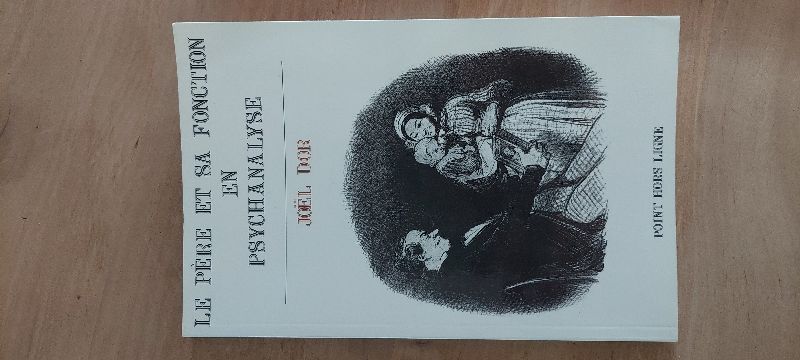 LE PÈRE ET SA FONCTION
EN
PSYCHANALYSE
JOËL DOR
POINT HORS LIGNE